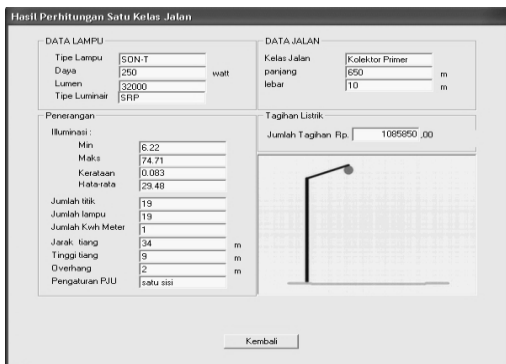 Hasil Perhitungan Satu Kelas Jalan
DATA LAMPU
Tipe Lampu SON-T
Daya 250 watt
Lumen 32000
Tipe Luminair SRP
DATA JALAN
Kelas Jalan Kolektor Primer
panjang 650 m
lebar 10 m
Penerangan
Illuminasi :
Min 6.22
Maks 74.71
Kerataan 0.083
Rata-rata 29.48
Jumlah titik 19
Jumlah lampu 19
Jumlah Kwh Meter 1
Jarak tiang 34 m
Tinggi tiang 9 m
Overhang 2 m
Pengaturan PJU satu sisi
Tagihan Listrik
Jumlah Tagihan Rp. 1085850 ,00
Kembali